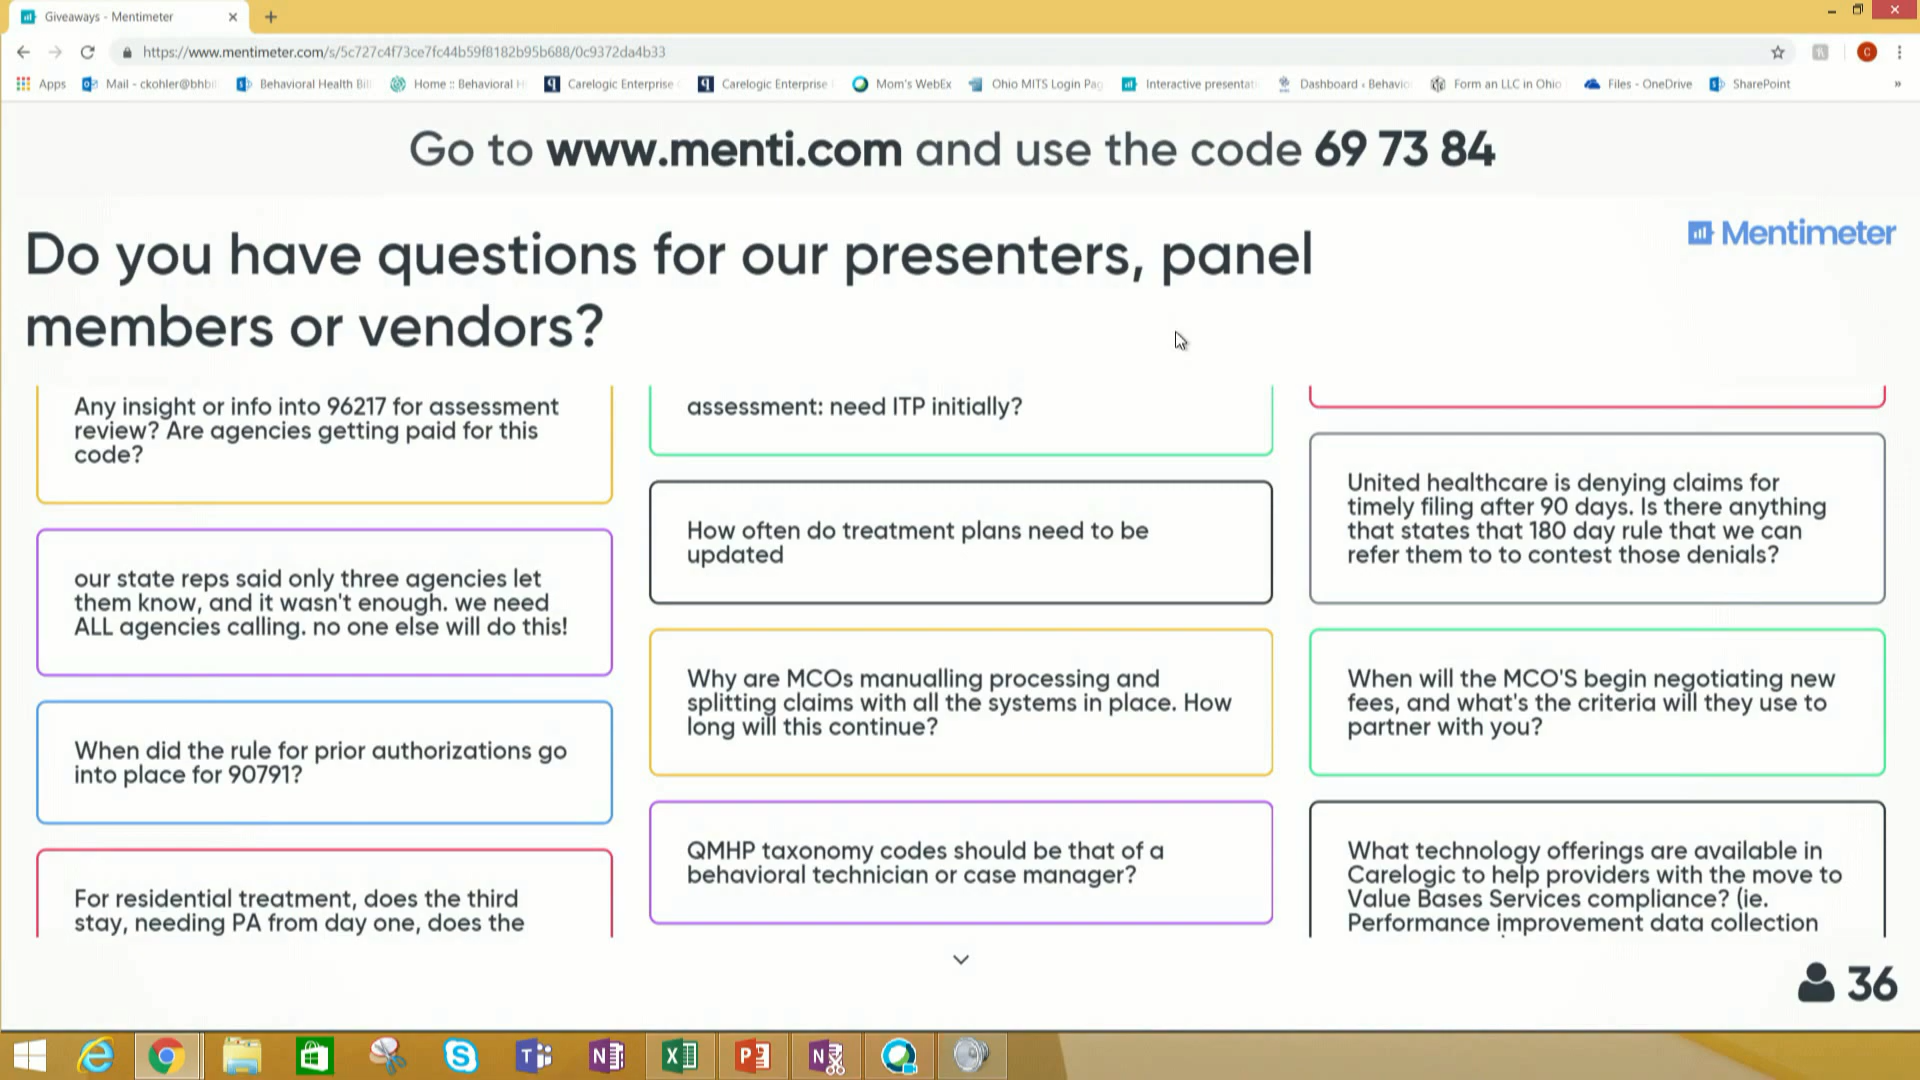 Giveaways - Mentimeter
https://www.mentimeter.com/s/5c727c4f73ce7fc44b59f8182b95b688/0c9372da4b33
Apps
Mail - ckohler@bhbi
Behavioral Health Bil
Home :: Behavioral H
Carelogic Enterprise
Carelogic Enterprise
Mom's WebEx
Ohio MITS Login Pag
Interactive presentati
Dashboard ‹ Behavio
Form an LLC in Ohio
Files - OneDrive
SharePoint
Go to www.menti.com and use the code 69 73 84
Mentimeter
Do you have questions for our presenters, panel
members or vendors?
Any insight or info into 96217 for assessment
review? Are agencies getting paid for this
code?
our state reps said only three agencies let
them know, and it wasn't enough. we need
ALL agencies calling. no one else will do this!
When did the rule for prior authorizations go
into place for 90791?
For residential treatment, does the third
stay, needing PA from day one, does the
assessment: need ITP initially?
How often do treatment plans need to be
updated
Why are MCOs manualling processing and
splitting claims with all the systems in place. How
long will this continue?
QMHP taxonomy codes should be that of a
behavioral technician or case manager?
United healthcare is denying claims for
timely filing after 90 days. Is there anything
that states that 180 day rule that we can
refer them to to contest those denials?
When will the MCO'S begin negotiating new
fees, and what's the criteria will they use to
partner with you?
What technology offerings are available in
Carelogic to help providers with the move to
Value Bases Services compliance? (ie.
Performance improvement data collection
36